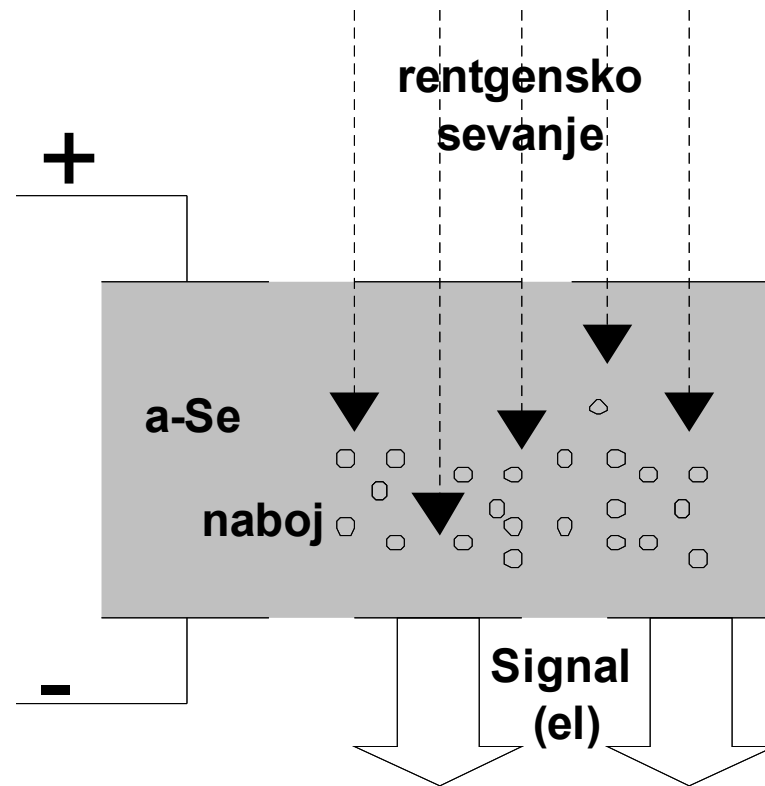 rentgensko
sevanje
+
a-Se
naboj
-
Signal
(el)